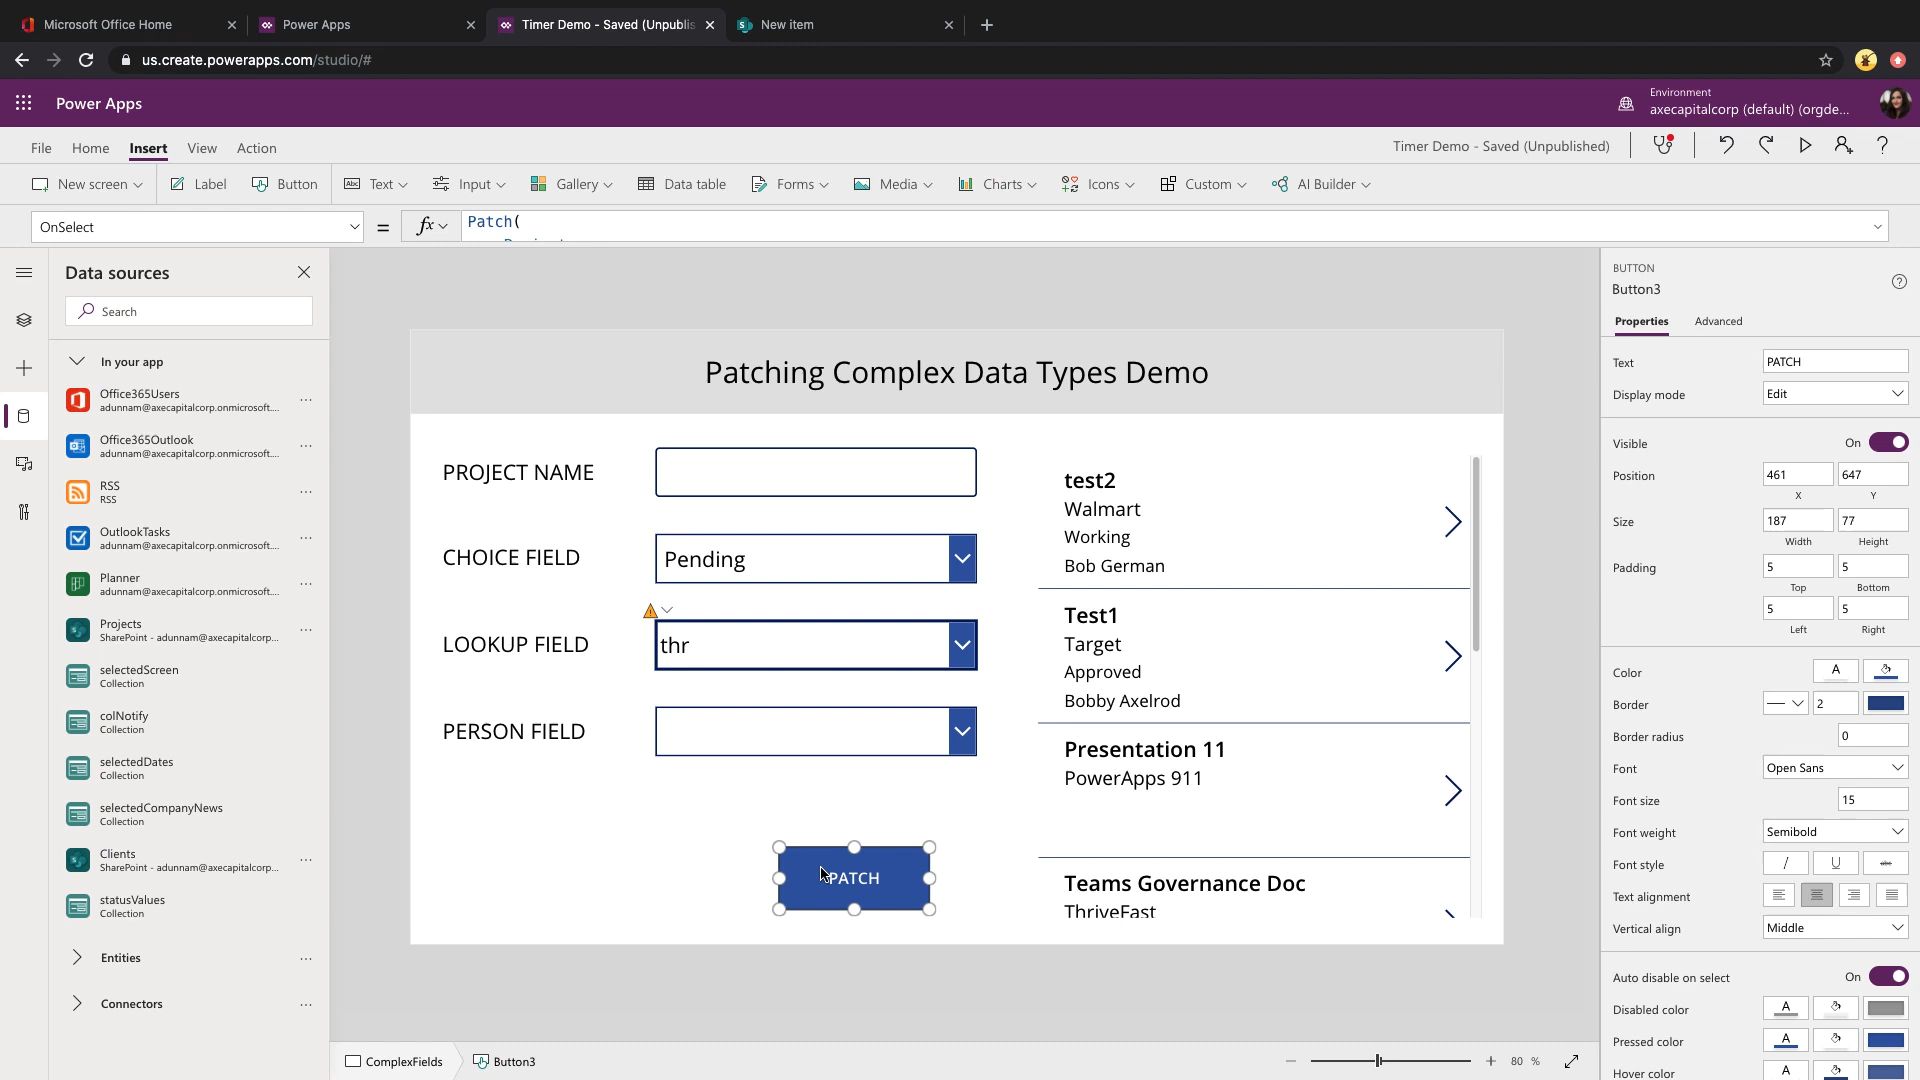 Microsoft Office Home
Power Apps
Timer Demo - Saved (Unpublis
New item
us.create.powerapps.com/studio/#
Power Apps
Environment
axecapitalcorp (default) (orgde...
File
Home
Insert
View
Action
Timer Demo - Saved (Unpublished)
New screen
Label
Button
Text
Input
Gallery
Data table
Forms
Media
Charts
Icons
Custom
AI Builder
OnSelect
=
fx
Patch(
Data sources
Search
In your app
Office365Users
adunnam@axecapitalcorp.onmicrosoft....
Office365Outlook
adunnam@axecapitalcorp.onmicrosoft....
RSS
RSS
OutlookTasks
adunnam@axecapitalcorp.onmicrosoft....
Planner
adunnam@axecapitalcorp.onmicrosoft....
Projects
SharePoint - adunnam@axecapitalcorp...
selectedScreen
Collection
colNotify
Collection
selectedDates
Collection
selectedCompanyNews
Collection
Clients
SharePoint - adunnam@axecapitalcorp...
statusValues
Collection
Entities
Connectors
Patching Complex Data Types Demo
PROJECT NAME
CHOICE FIELD
Pending
LOOKUP FIELD
thr
PERSON FIELD
PATCH
test2
Walmart
Working
Bob German
Test1
Target
Approved
Bobby Axelrod
Presentation 11
PowerApps 911
Teams Governance Doc
ThriveFast
ComplexFields
Button3
80 %
BUTTON
Button3
Properties
Advanced
Text
PATCH
Display mode
Edit
Visible
On
Position
461
647
X
Y
Size
187
77
Width
Height
Padding
5
5
Top
Bottom
5
5
Left
Right
Color
A
Border
2
Border radius
0
Font
Open Sans
Font size
15
Font weight
Semibold
Font style
/
U
abc
Text alignment
Vertical align
Middle
Auto disable on select
On
Disabled color
A
Pressed color
A
Hover color
A